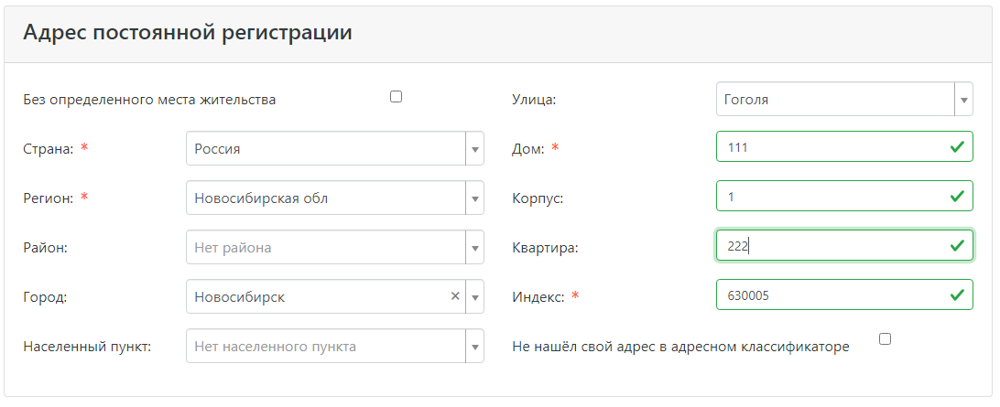 Адрес постоянной регистрации
Без определенного места жительства
Страна: * Россия
Регион: * Новосибирская обл
Район: Нет района
Город: Новосибирск ×
Населенный пункт: Нет населенного пункта
Улица: Гоголя
Дом: * 111
Корпус: 1
Квартира: 222
Индекс: * 630005
Не нашёл свой адрес в адресном классификаторе